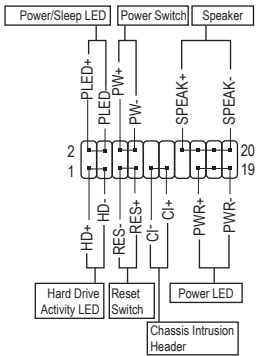 Power/Sleep LED
Power Switch
Speaker
PLED+
PLED-
PW+
PW-
SPEAK+
SPEAK-
2
20
1
19
HD+
HD-
RES-
RES+
CI-
CI+
PWR+
PWR-
Hard Drive
Activity LED
Reset
Switch
Power LED
Chassis Intrusion
Header